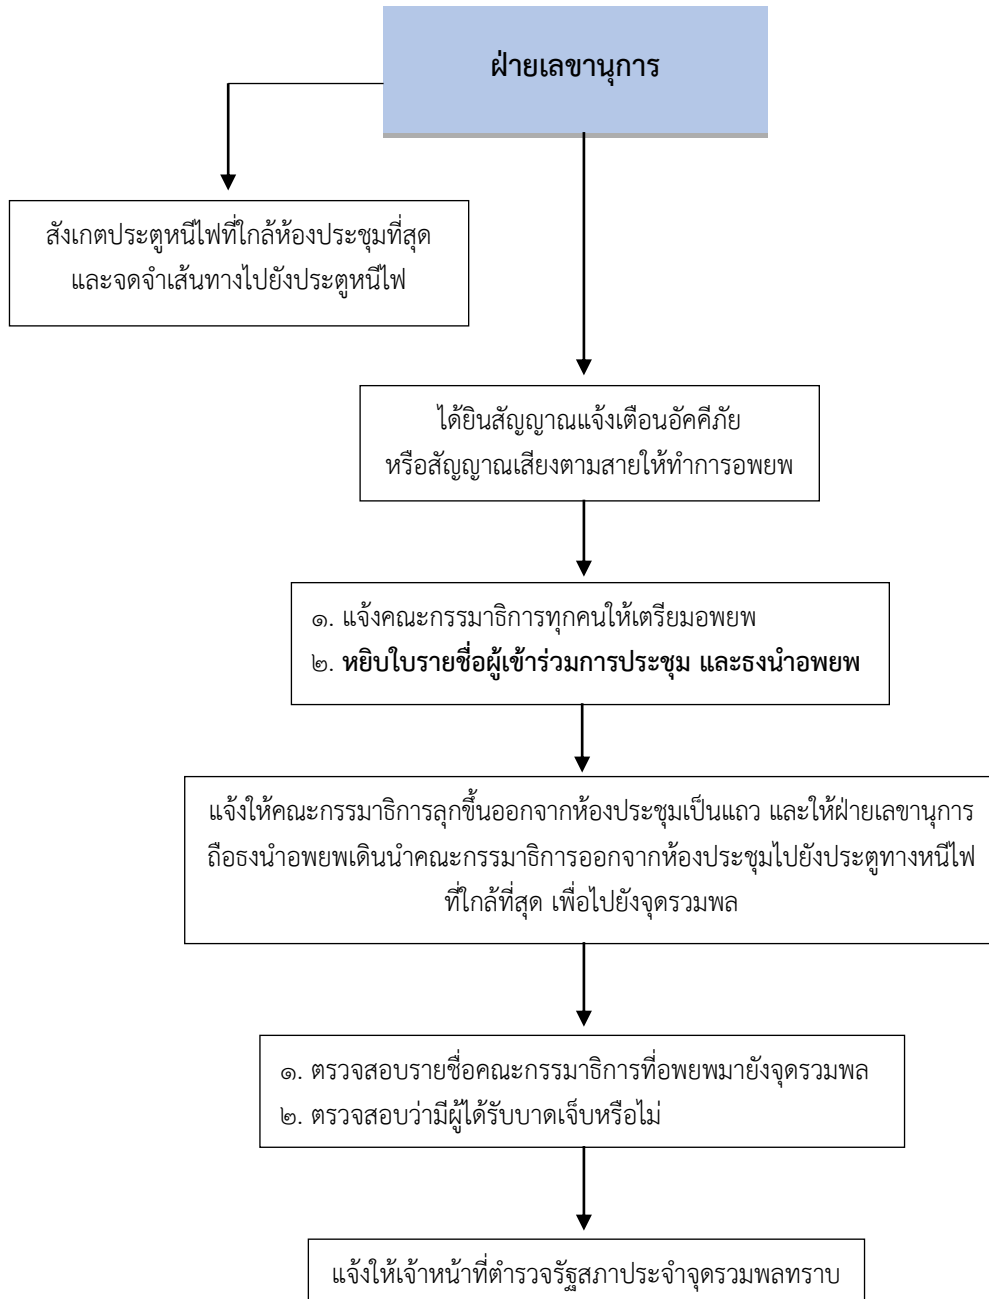 ฝ่ายเลขานุการ
สังเกตประตูหนีไฟที่ใกล้ห้องประชุมที่สุด
และจดจำเส้นทางไปยังประตูหนีไฟ
ได้ยินสัญญาณแจ้งเตือนอัคคีภัย
หรือสัญญาณเสียงตามสายให้ทำการอพยพ
๑. แจ้งคณะกรรมาธิการทุกคนให้เตรียมอพยพ
๒. หยิบใบรายชื่อผู้เข้าร่วมการประชุม และธงนำอพยพ
แจ้งให้คณะกรรมาธิการลุกขึ้นออกจากห้องประชุมเป็นแถว และให้ฝ่ายเลขานุการ
ถือธงนำอพยพเดินนำคณะกรรมาธิการออกจากห้องประชุมไปยังประตูทางหนีไฟ
ที่ใกล้ที่สุด เพื่อไปยังจุดรวมพล
๑. ตรวจสอบรายชื่อคณะกรรมาธิการที่อพยพมายังจุดรวมพล
๒. ตรวจสอบว่ามีผู้ได้รับบาดเจ็บหรือไม่
แจ้งให้เจ้าหน้าที่ตำรวจรัฐสภาประจำจุดรวมพลทราบ